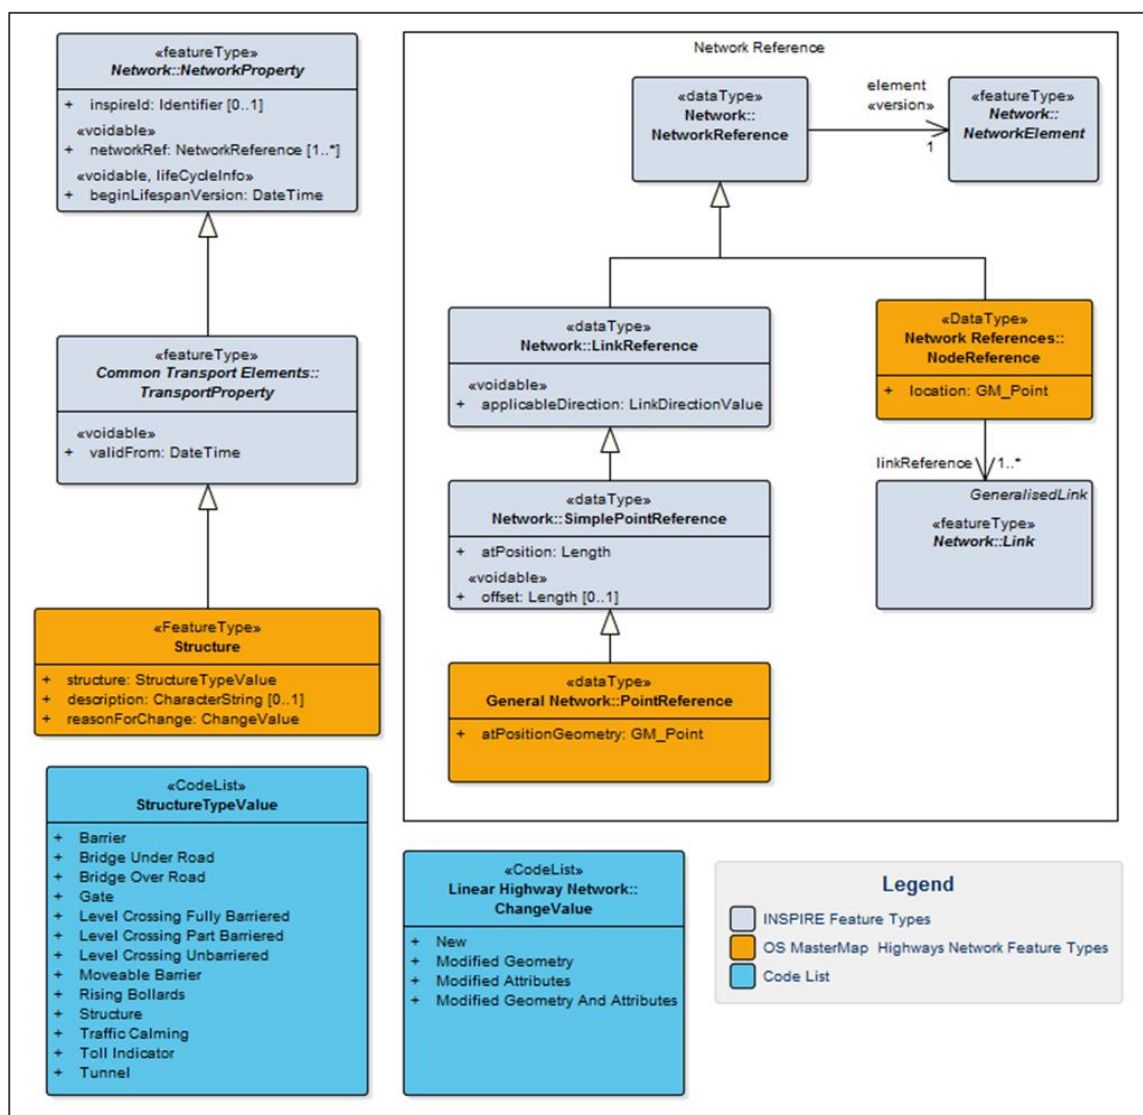 «featureType»
Network::NetworkProperty
+ inspireId: Identifier [0..1]
«voidable»
+ networkRef: NetworkReference [1..*]
«voidable, lifeCycleInfo»
+ beginLifespanVersion: DateTime
«featureType»
Common Transport Elements::
TransportProperty
«voidable»
+ validFrom: DateTime
«FeatureType»
Structure
+ structure: StructureTypeValue
+ description: CharacterString [0..1]
+ reasonForChange: ChangeValue
«CodeList»
StructureTypeValue
+ Barrier
+ Bridge Under Road
+ Bridge Over Road
+ Gate
+ Level Crossing Fully Barriered
+ Level Crossing Part Barriered
+ Level Crossing Unbarriered
+ Moveable Barrier
+ Rising Bollards
+ Structure
+ Traffic Calming
+ Toll Indicator
+ Tunnel
Network Reference
«dataType»
Network::
NetworkReference
element
«version»
1
«featureType»
Network::
NetworkElement
«dataType»
Network::LinkReference
«voidable»
+ applicableDirection: LinkDirectionValue
«DataType»
Network References::
NodeReference
+ location: GM_Point
linkReference 1..*
«dataType»
Network::SimplePointReference
+ atPosition: Length
«voidable»
+ offset: Length [0..1]
GeneralisedLink
«featureType»
Network::Link
«dataType»
General Network::PointReference
+ atPositionGeometry: GM_Point
«CodeList»
Linear Highway Network::
ChangeValue
+ New
+ Modified Geometry
+ Modified Attributes
+ Modified Geometry And Attributes
Legend
INSPIRE Feature Types
OS MasterMap Highways Network Feature Types
Code List